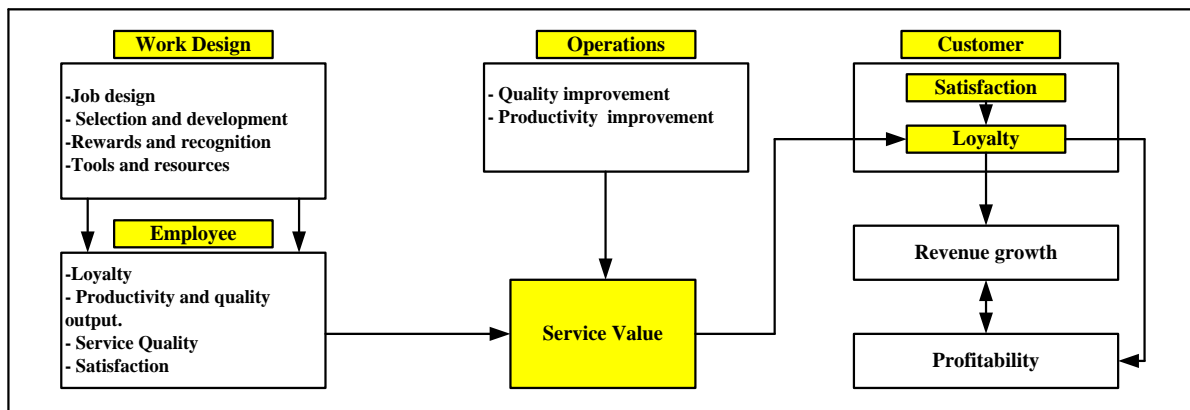 Work Design
-Job design
- Selection and development
-Rewards and recognition
-Tools and resources
Employee
-Loyalty
- Productivity and quality
output.
- Service Quality
- Satisfaction
Operations
- Quality improvement
- Productivity improvement
Service Value
Customer
Satisfaction
Loyalty
Revenue growth
Profitability